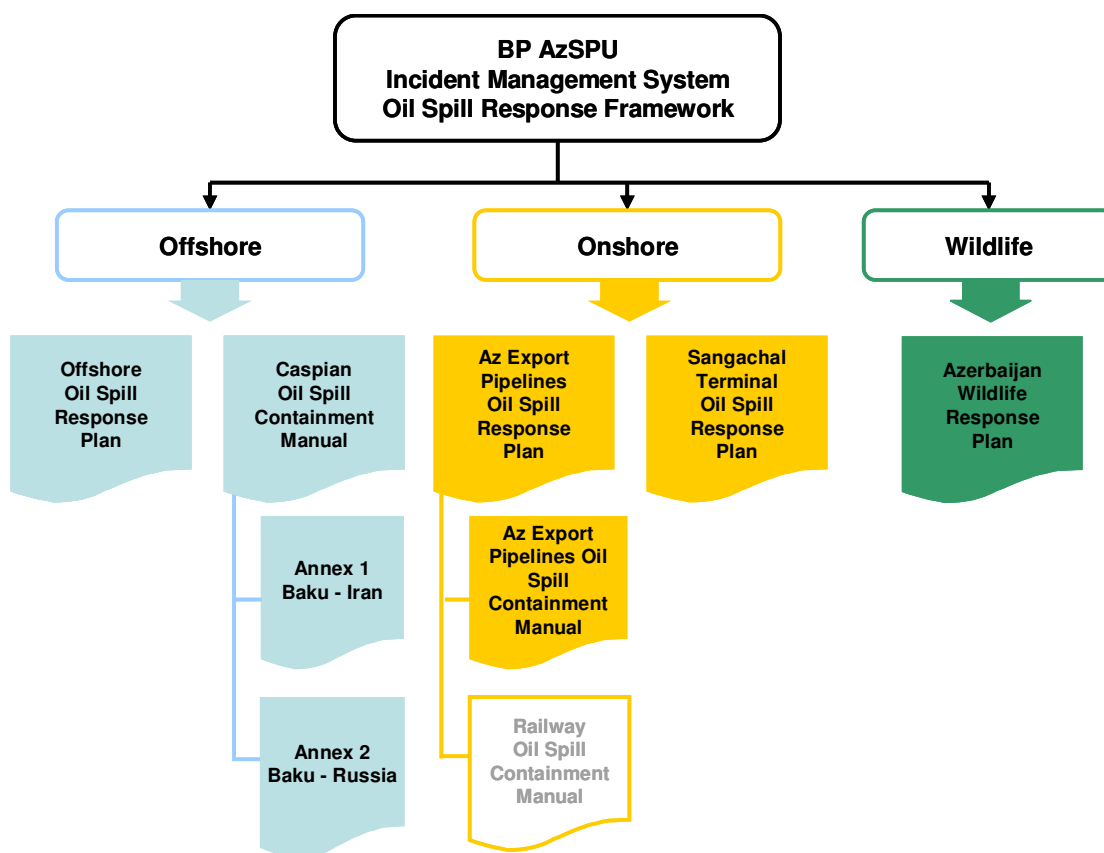 BP AzSPU
Incident Management System
Oil Spill Response Framework
Offshore
Onshore
Wildlife
Offshore
Oil Spill
Response
Plan
Caspian
Oil Spill
Containment
Manual
Az Export
Pipelines
Oil Spill
Response
Plan
Sangachal
Terminal
Oil Spill
Response
Plan
Azerbaijan
Wildlife
Response
Plan
Annex 1
Baku - Iran
Az Export
Pipelines Oil
Spill
Containment
Manual
Annex 2
Baku - Russia
Railway
Oil Spill
Containment
Manual